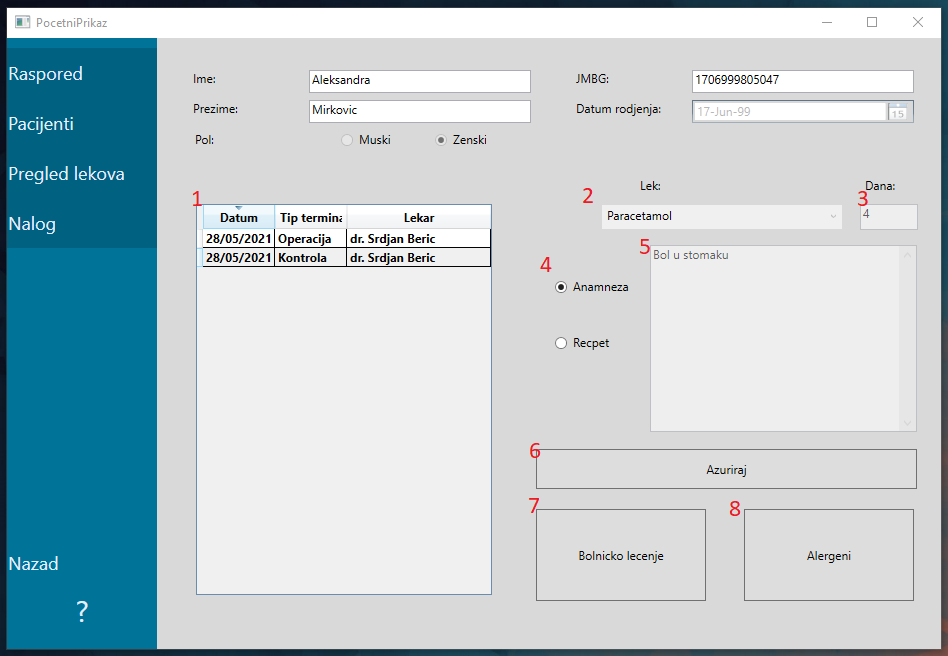 PocetniPrikaz
Raspored
Pacijenti
Pregled lekova
Nalog
Nazad
?
Ime: Aleksandra
Prezime: Mirkovic
Pol: Muski Zenski
JMBG: 1706999805047
Datum rodjenja: 17-Jun-99 15
1
Datum Tip termina Lekar
28/05/2021 Operacija dr. Srdjan Beric
28/05/2021 Kontrola dr. Srdjan Beric
Lek: Dana:
2 Paracetamol 3 4
4 Anamneza
Recpet
5 Bol u stomaku
6 Azuriraj
7 Bolnicko lecenje
8 Alergeni